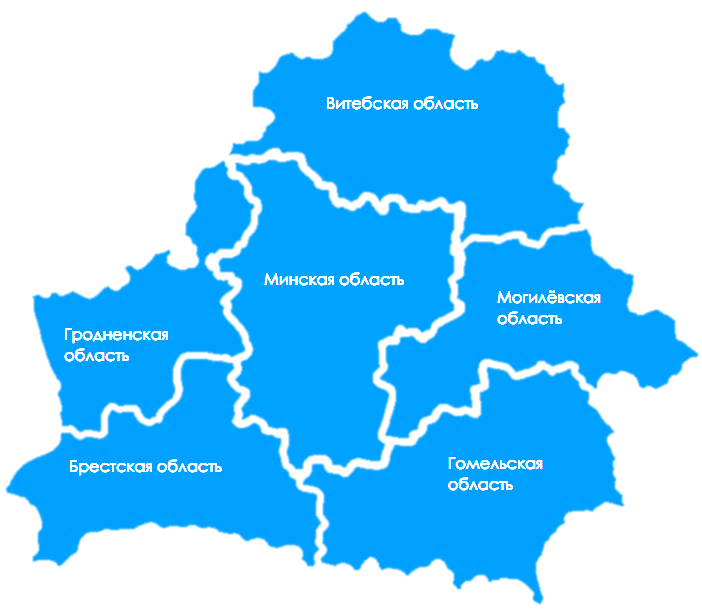 Витебская область
Минская область
Могилёвская
область
Гродненская
область
Брестская область
Гомельская
область